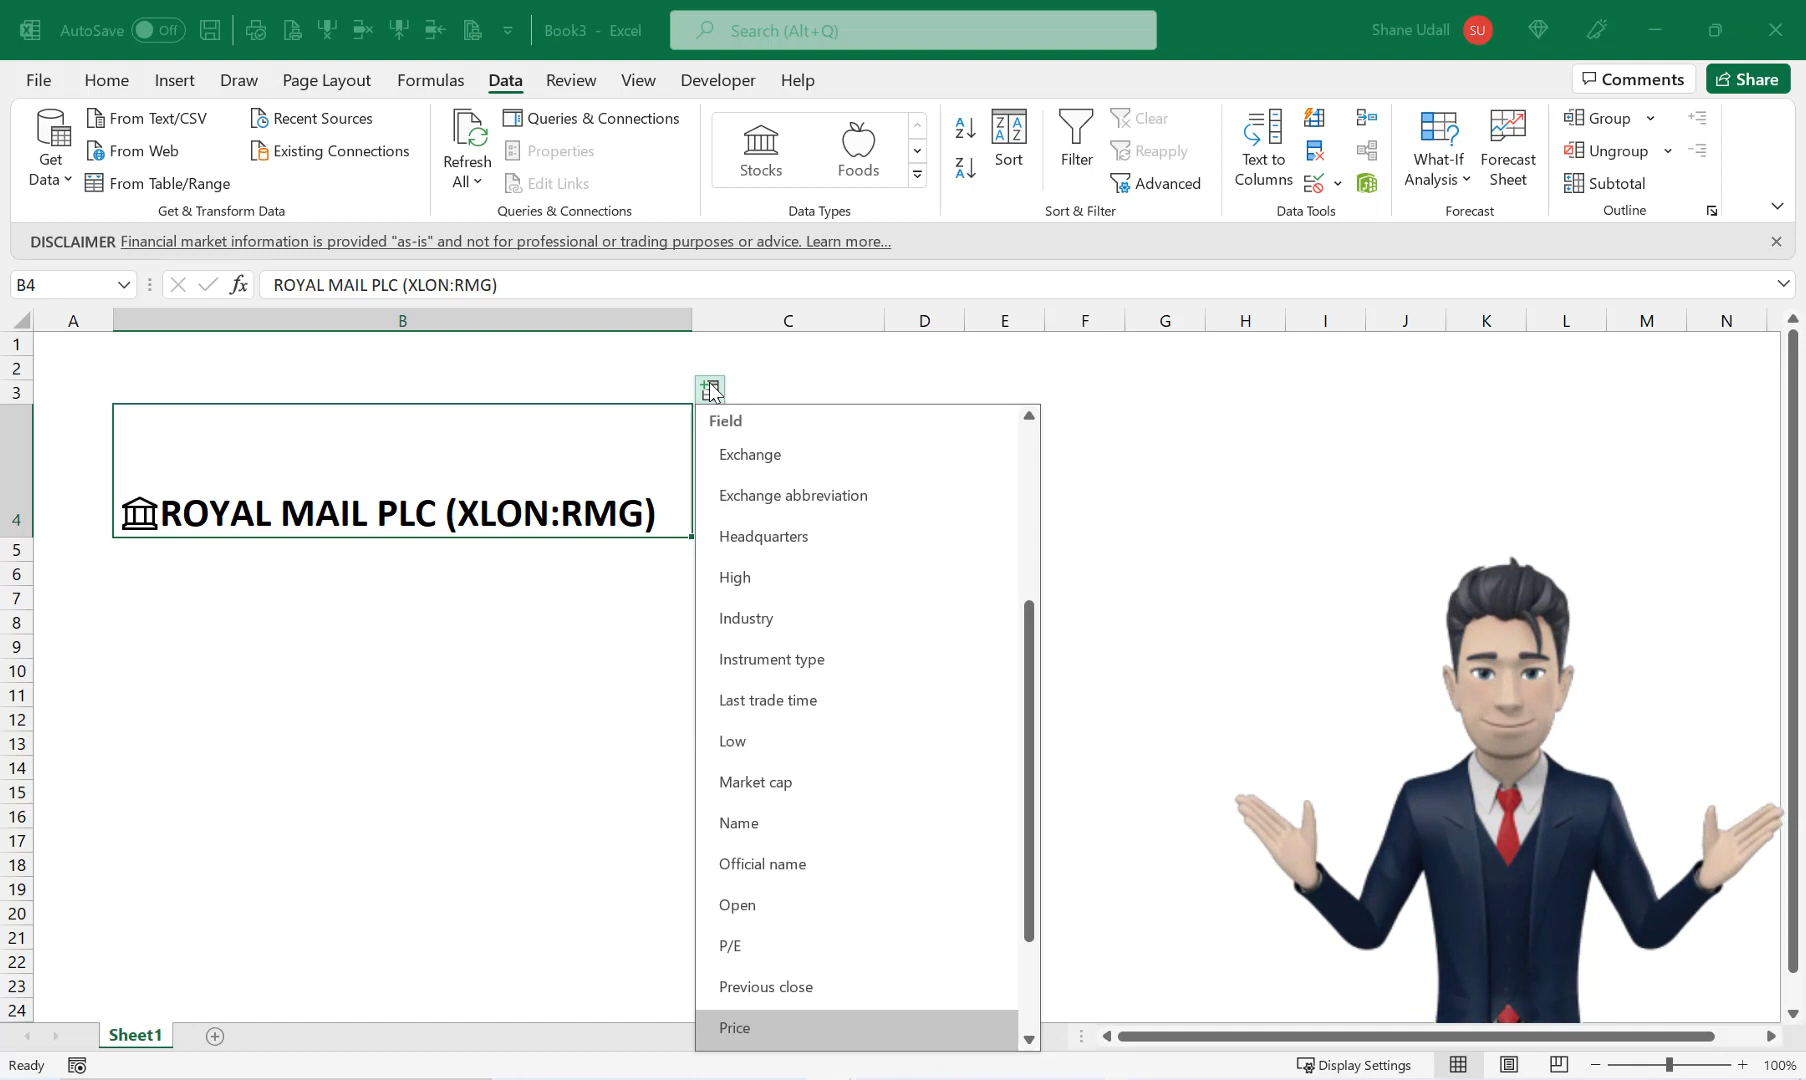 AutoSave Off Book3 - Excel Search (Alt+Q) Shane Udall SU
File Home Insert Draw Page Layout Formulas Data Review View Developer Help Comments Share
Get Data
From Text/CSV
From Web
From Table/Range
Recent Sources
Existing Connections
Get & Transform Data
Refresh All
Queries & Connections
Properties
Edit Links
Queries & Connections
Stocks Foods
Data Types
A Z
Z A
Z A A Z
Sort
Filter
Clear
Reapply
Advanced
Sort & Filter
Text to Columns
Data Tools
What-If Analysis
Forecast Sheet
Forecast
Group
Ungroup
Subtotal
Outline
DISCLAIMER Financial market information is provided "as-is" and not for professional or trading purposes or advice. Learn more...
B4 fx ROYAL MAIL PLC (XLON:RMG)
A B C D E F G H I J K L M N
1
2
3
4 ROYAL MAIL PLC (XLON:RMG)
5
6
7
8
9
10
11
12
13
14
15
16
17
18
19
20
21
22
23
24
Field
Exchange
Exchange abbreviation
Headquarters
High
Industry
Instrument type
Last trade time
Low
Market cap
Name
Official name
Open
P/E
Previous close
Price
Sheet1
Ready Display Settings 100%